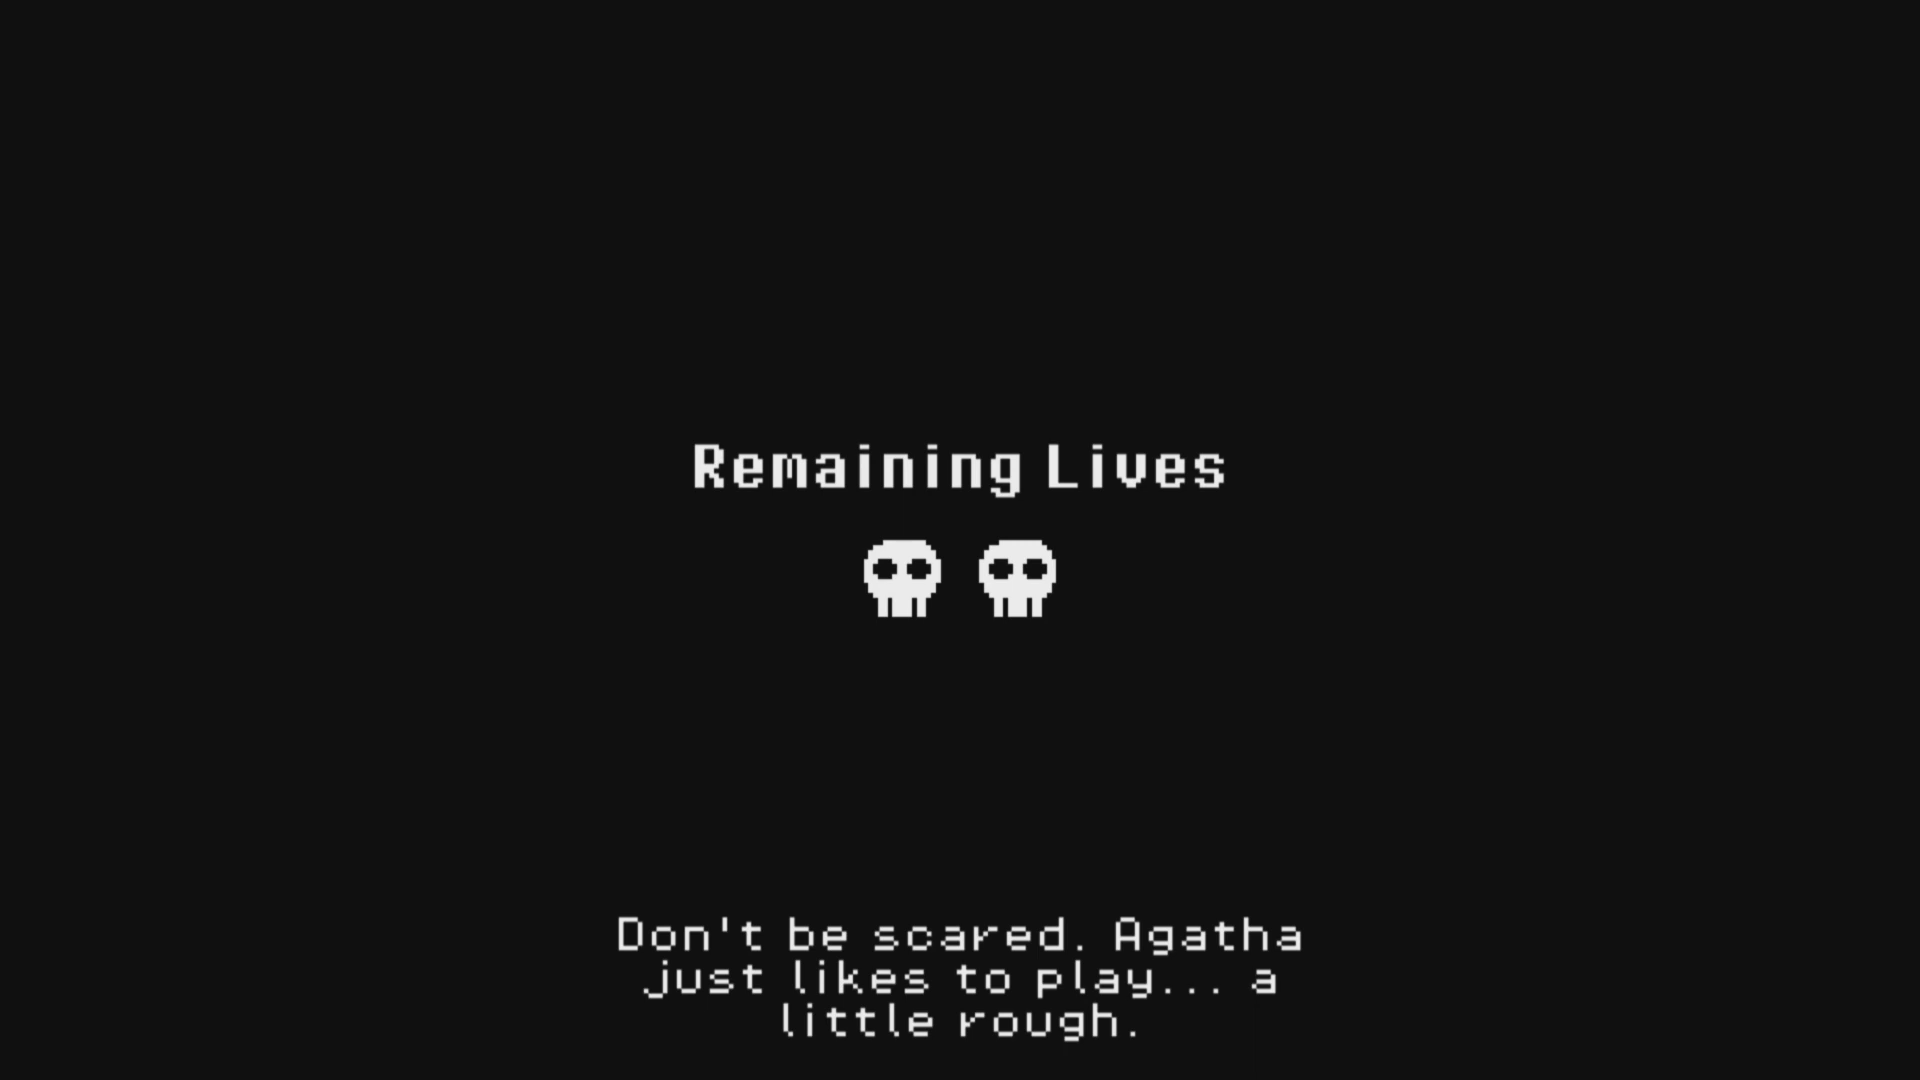 Remaining Lives
Don't be scared. Agatha
just likes to play... a
little rough.